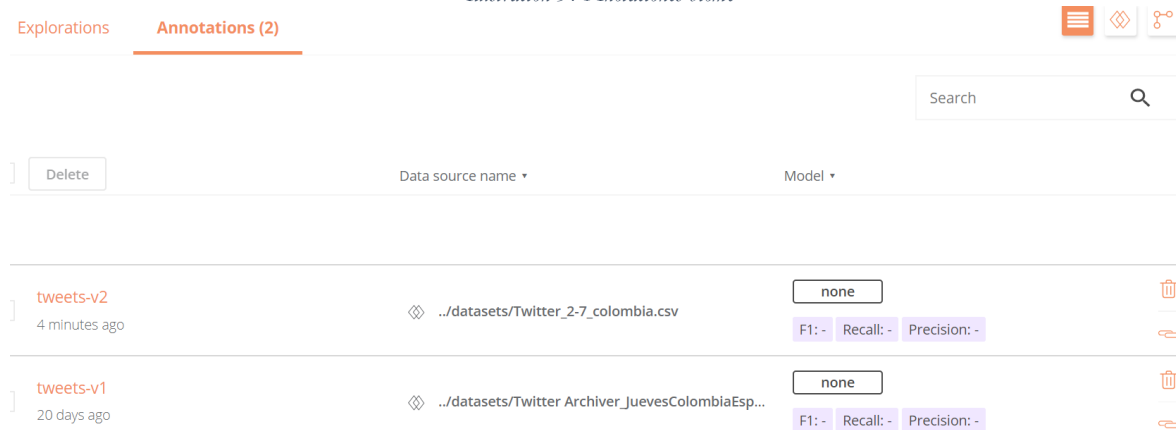 Explorations
Annotations (2)
Search
Delete
Data source name ▾
Model ▾
tweets-v2
4 minutes ago
../datasets/Twitter_2-7_colombia.csv
none
F1: - Recall: - Precision: -
tweets-v1
20 days ago
../datasets/Twitter Archiver_JuevesColombiaEsp...
none
F1: - Recall: - Precision: -